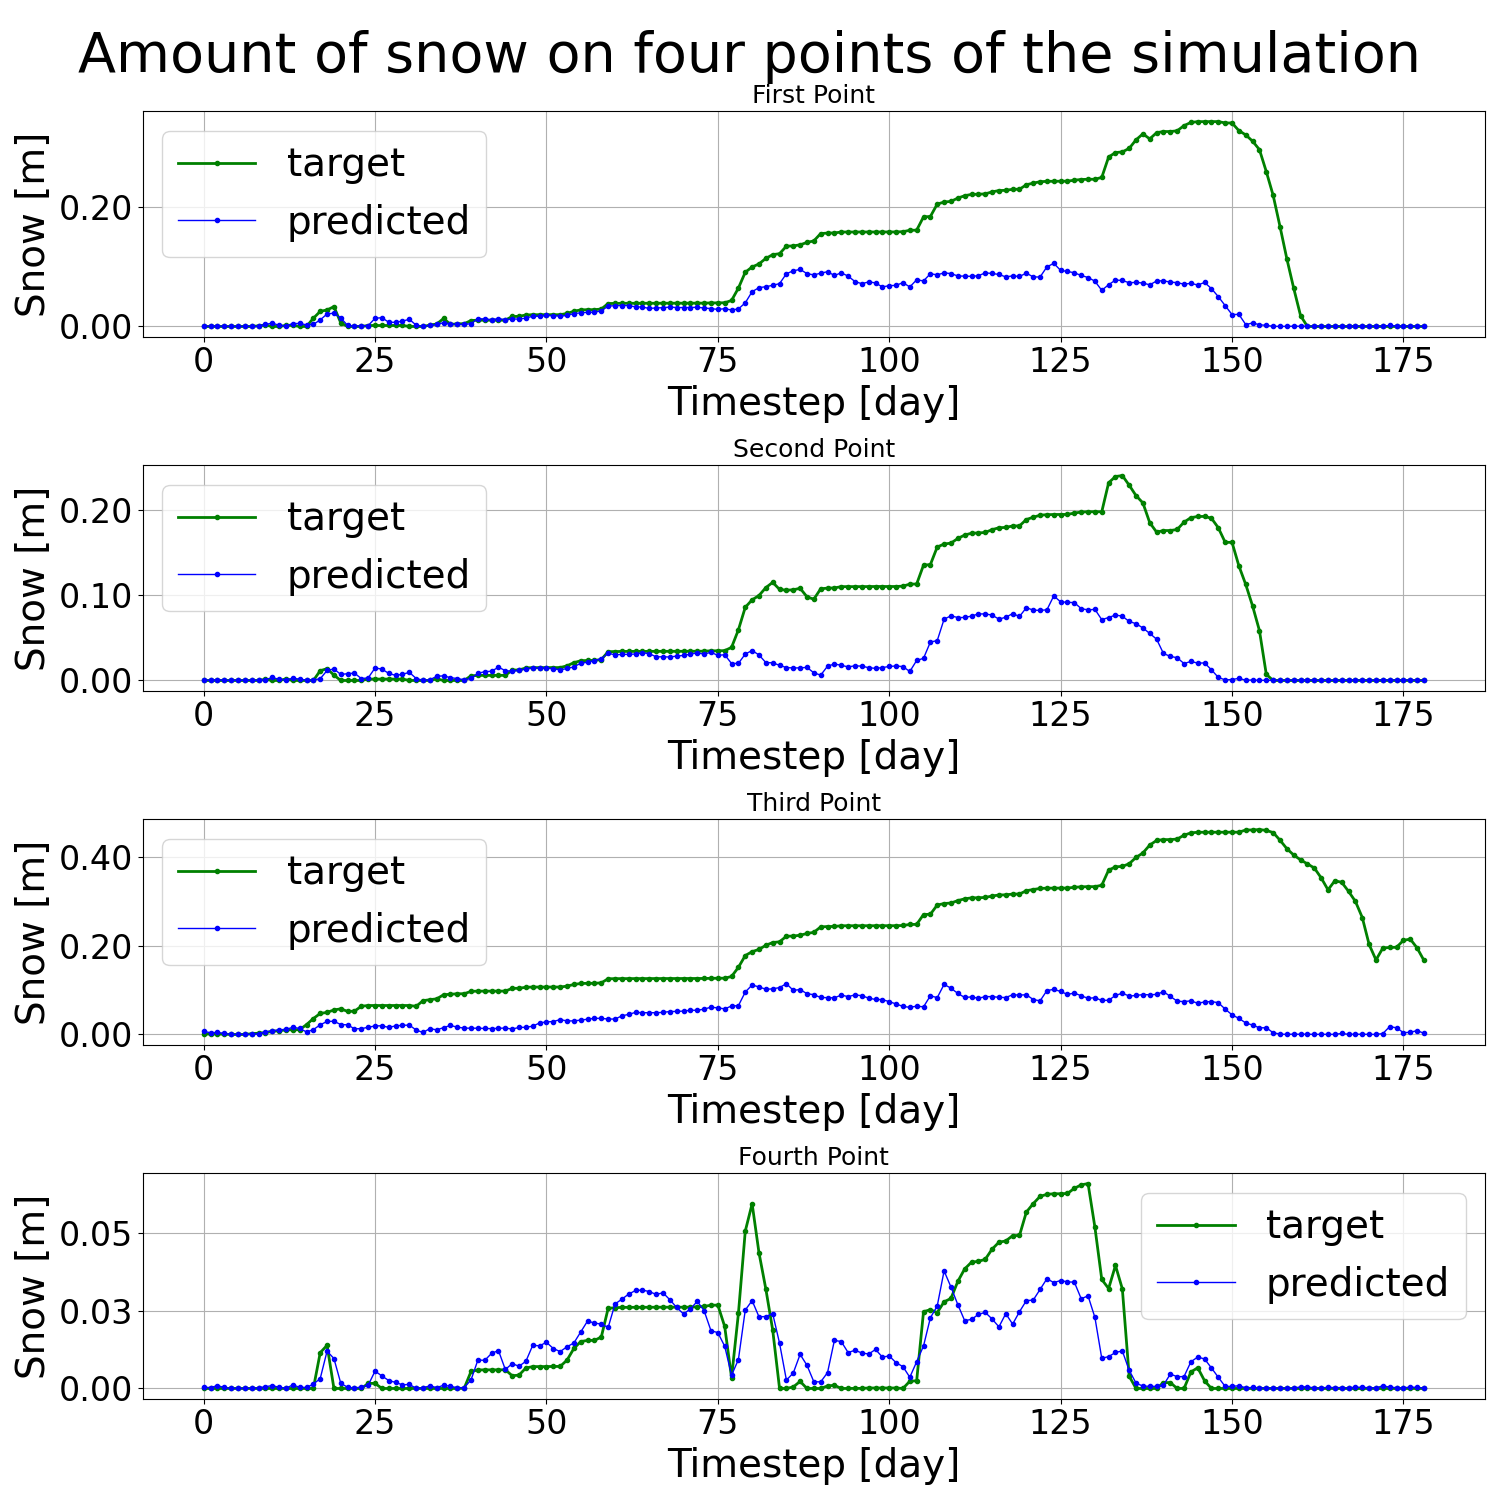 Amount of snow on four points of the simulation
First Point
Snow [m]
target
predicted
0.20
0.00
0 25 50 75 100 125 150 175
Timestep [day]
Second Point
Snow [m]
target
predicted
0.20
0.10
0.00
0 25 50 75 100 125 150 175
Timestep [day]
Third Point
Snow [m]
target
predicted
0.40
0.20
0.00
0 25 50 75 100 125 150 175
Timestep [day]
Fourth Point
Snow [m]
target
predicted
0.05
0.03
0.00
0 25 50 75 100 125 150 175
Timestep [day]